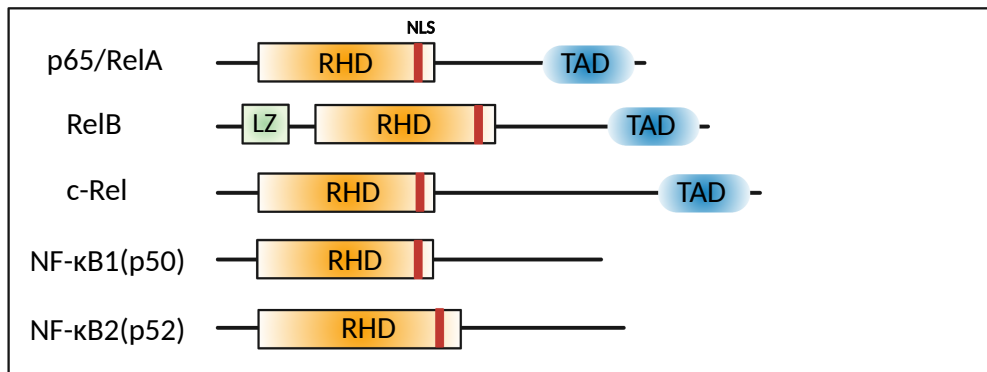 NLS
p65/RelA RHD TAD
RelB LZ RHD TAD
c-Rel RHD TAD
NF-κB1(p50) RHD
NF-κB2(p52) RHD